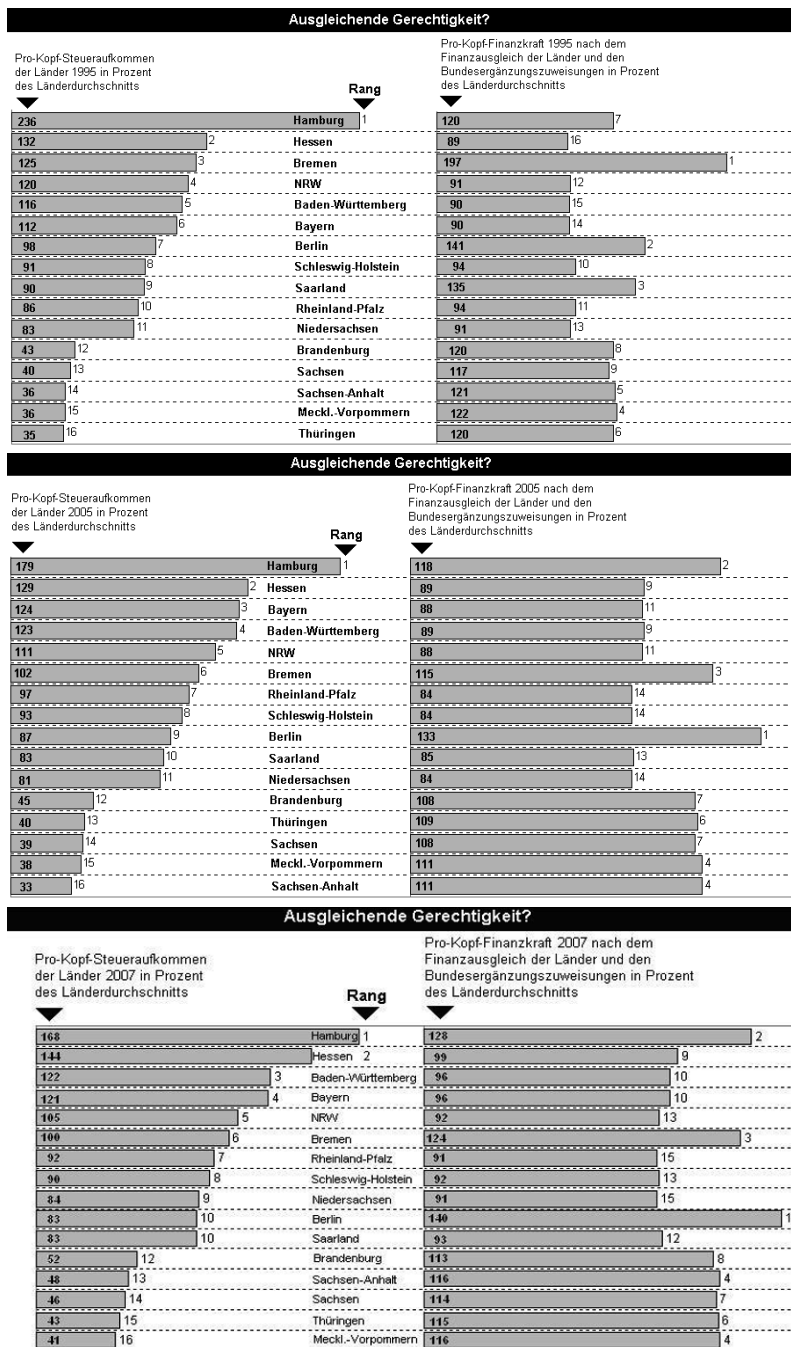 Ausgleichende Gerechtigkeit?
Pro-Kopf-Steueraufkommen
der Länder 1995 in Prozent
des Länderdurchschnitts
Rang
Pro-Kopf-Finanzkraft 1995 nach dem
Finanzausgleich der Länder und den
Bundesergänzungszuweisungen in Prozent
des Länderdurchschnitts
236 Hamburg 1 120 7
132 2 Hessen 89 16
125 3 Bremen 197 1
120 4 NRW 91 12
116 5 Baden-Württemberg 90 15
112 6 Bayern 90 14
98 7 Berlin 141 2
91 8 Schleswig-Holstein 94 10
90 9 Saarland 135 3
86 10 Rheinland-Pfalz 94 11
83 11 Niedersachsen 91 13
43 12 Brandenburg 120 8
40 13 Sachsen 117 9
36 14 Sachsen-Anhalt 121 5
36 15 Meckl.-Vorpommern 122 4
35 16 Thüringen 120 6
Ausgleichende Gerechtigkeit?
Pro-Kopf-Steueraufkommen
der Länder 2005 in Prozent
des Länderdurchschnitts
Rang
Pro-Kopf-Finanzkraft 2005 nach dem
Finanzausgleich der Länder und den
Bundesergänzungszuweisungen in Prozent
des Länderdurchschnitts
179 Hamburg 1 118 2
129 2 Hessen 89 9
124 3 Bayern 88 11
123 4 Baden-Württemberg 89 9
111 5 NRW 88 11
102 6 Bremen 115 3
97 7 Rheinland-Pfalz 84 14
93 8 Schleswig-Holstein 84 14
87 9 Berlin 133 1
83 10 Saarland 85 13
81 11 Niedersachsen 84 14
45 12 Brandenburg 108 7
40 13 Thüringen 109 6
39 14 Sachsen 108 7
38 15 Meckl.-Vorpommern 111 4
33 16 Sachsen-Anhalt 111 4
Ausgleichende Gerechtigkeit?
Pro-Kopf-Steueraufkommen
der Länder 2007 in Prozent
des Länderdurchschnitts
Rang
Pro-Kopf-Finanzkraft 2007 nach dem
Finanzausgleich der Länder und den
Bundesergänzungszuweisungen in Prozent
des Länderdurchschnitts
168 Hamburg 1 128 2
144 Hessen 2 99 9
122 3 Baden-Württemberg 96 10
121 4 Bayern 96 10
105 5 NRW 92 13
100 6 Bremen 124 3
92 7 Rheinland-Pfalz 91 15
90 8 Schleswig-Holstein 92 13
84 9 Niedersachsen 91 15
83 10 Berlin 140 1
83 10 Saarland 93 12
52 12 Brandenburg 113 8
48 13 Sachsen-Anhalt 116 4
46 14 Sachsen 114 7
43 15 Thüringen 115 6
41 16 Meckl.-Vorpommern 116 4